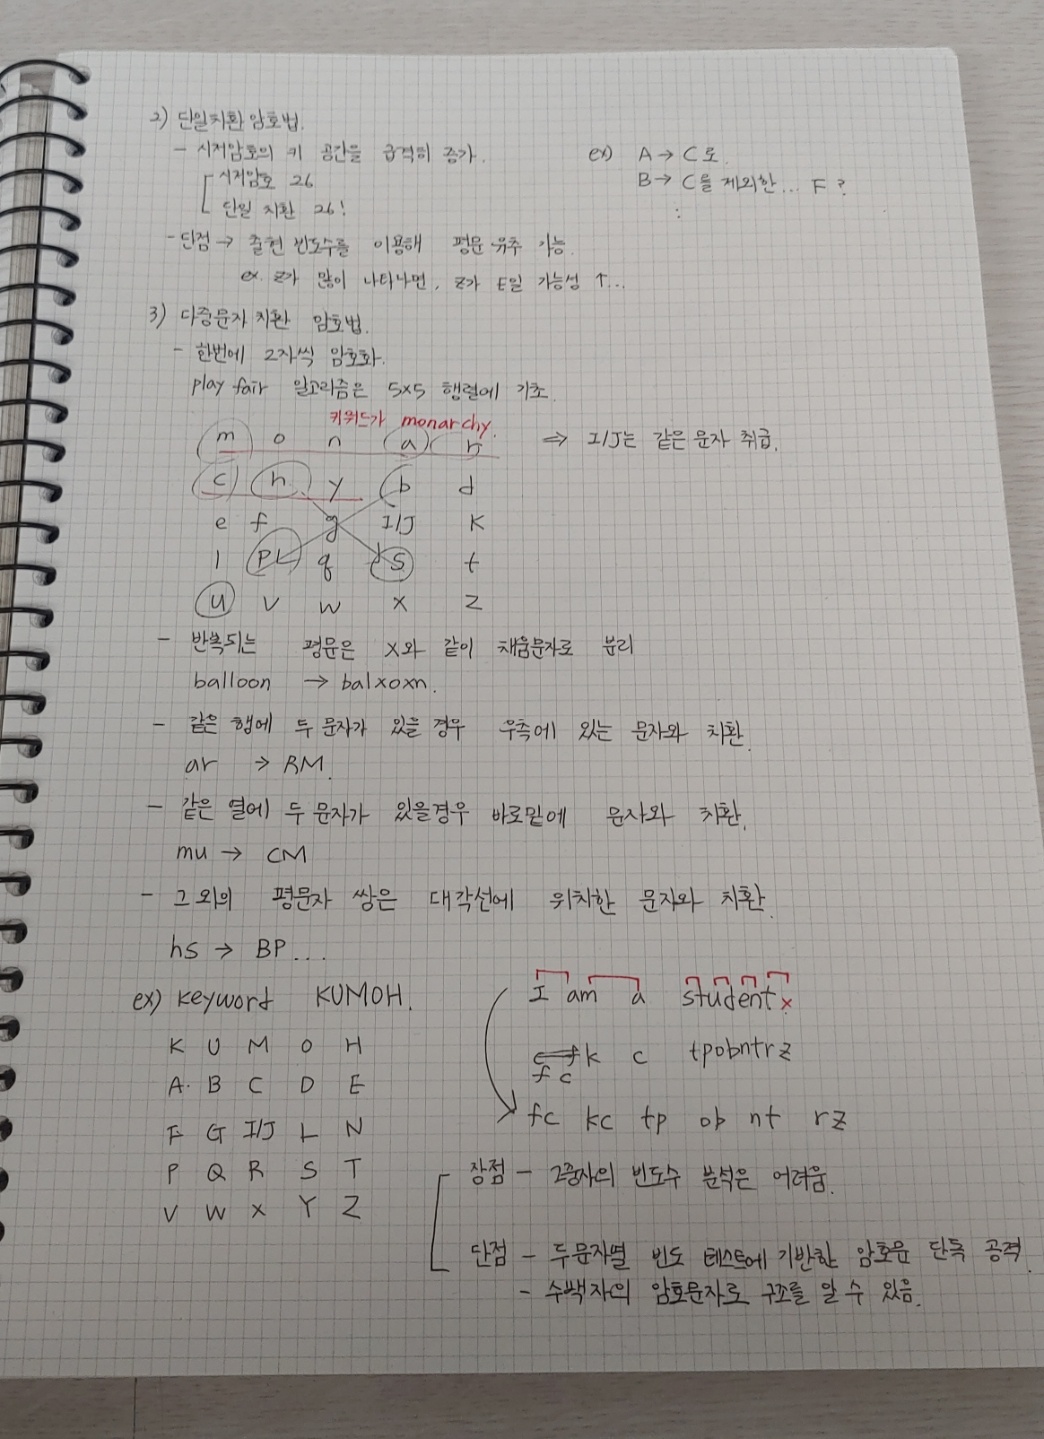 2) 단일치환 암호법.
- 시저암호의 키 공간을 급격히 증가.
시저암호 26
단일 치환 26!
ex) A → C로.
B → C를 제외한... F?
:
- 단점 → 출현 빈도수를 이용해 평문 유추 가능.
ex. z가 많이 나타나면, z가 E일 가능성 ↑...
3) 다중문자 치환 암호법.
- 한번에 2자씩 암호화.
play fair 알고리즘은 5x5 행렬에 기초.
키워드가 monarchy.
m o n a r ⇒ I/J는 같은 문자 취급.
c h y b d
e f g I/J K
l p q s t
u v w x z
- 반복되는 평문은 x와 같이 채움문자로 분리
balloon → balxoxn.
- 같은 행에 두 문자가 있을 경우 우측에 있는 문자와 치환.
ar → RM.
- 같은 열에 두 문자가 있을경우 바로밑에 문자와 치환.
mu → CM
- 그 외의 평문자 쌍은 대각선에 위치한 문자와 치환.
hs → BP...
ex) keyword KUMOH.
K U M O H
A B C D E
F G I/J L N
P Q R S T
V W X Y Z
I am a student x
c f k c tpobntrz
f c
fc kc tp ob nt rz
장점 - 2중자의 빈도수 분석은 어려움.
단점 - 두문자열 빈도 테스트에 기반한 암호문 단독 공격.
- 수백자의 암호문자로 구조를 알 수 있음.